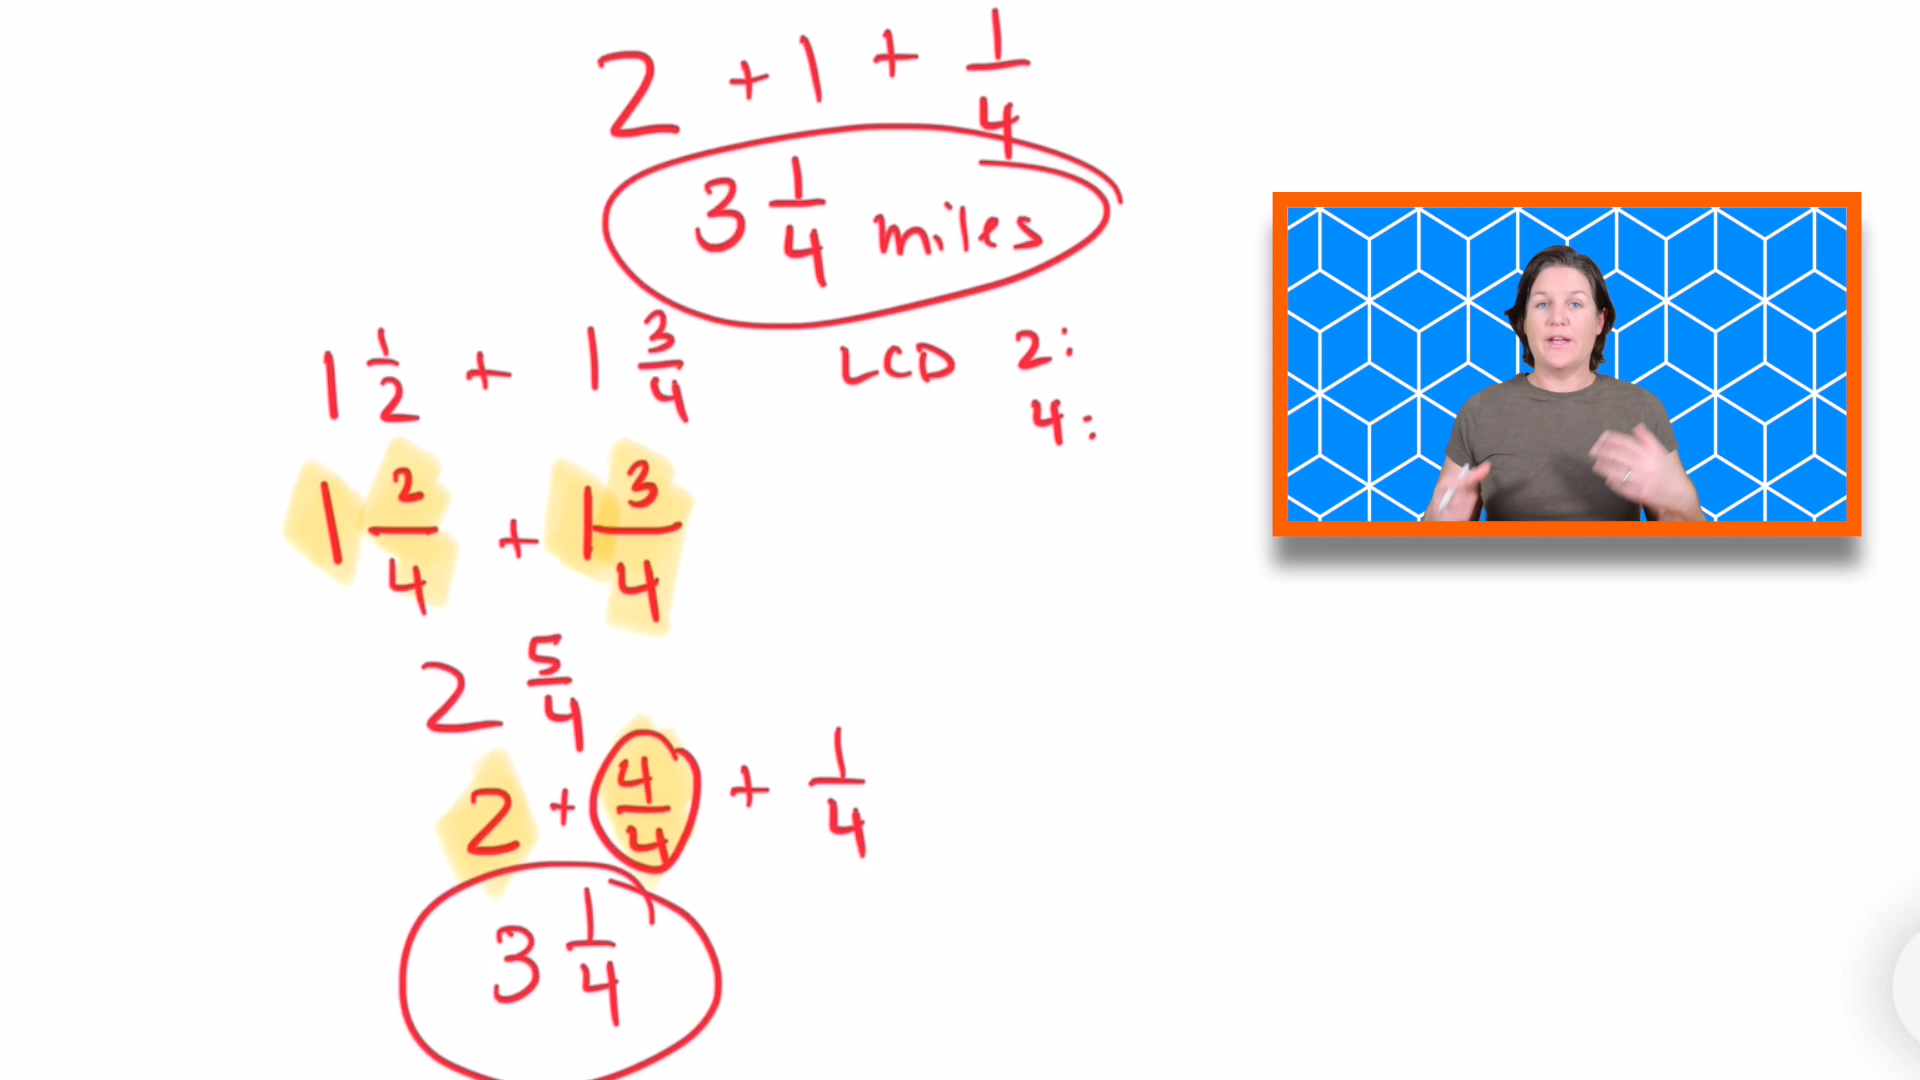 2 + 1 + 1/4
3 1/4 miles
1 1/2 + 1 3/4
LCD 2:
4:
1 2/4 + 1 3/4
2 5/4
2 + 4/4 + 1/4
3 1/4